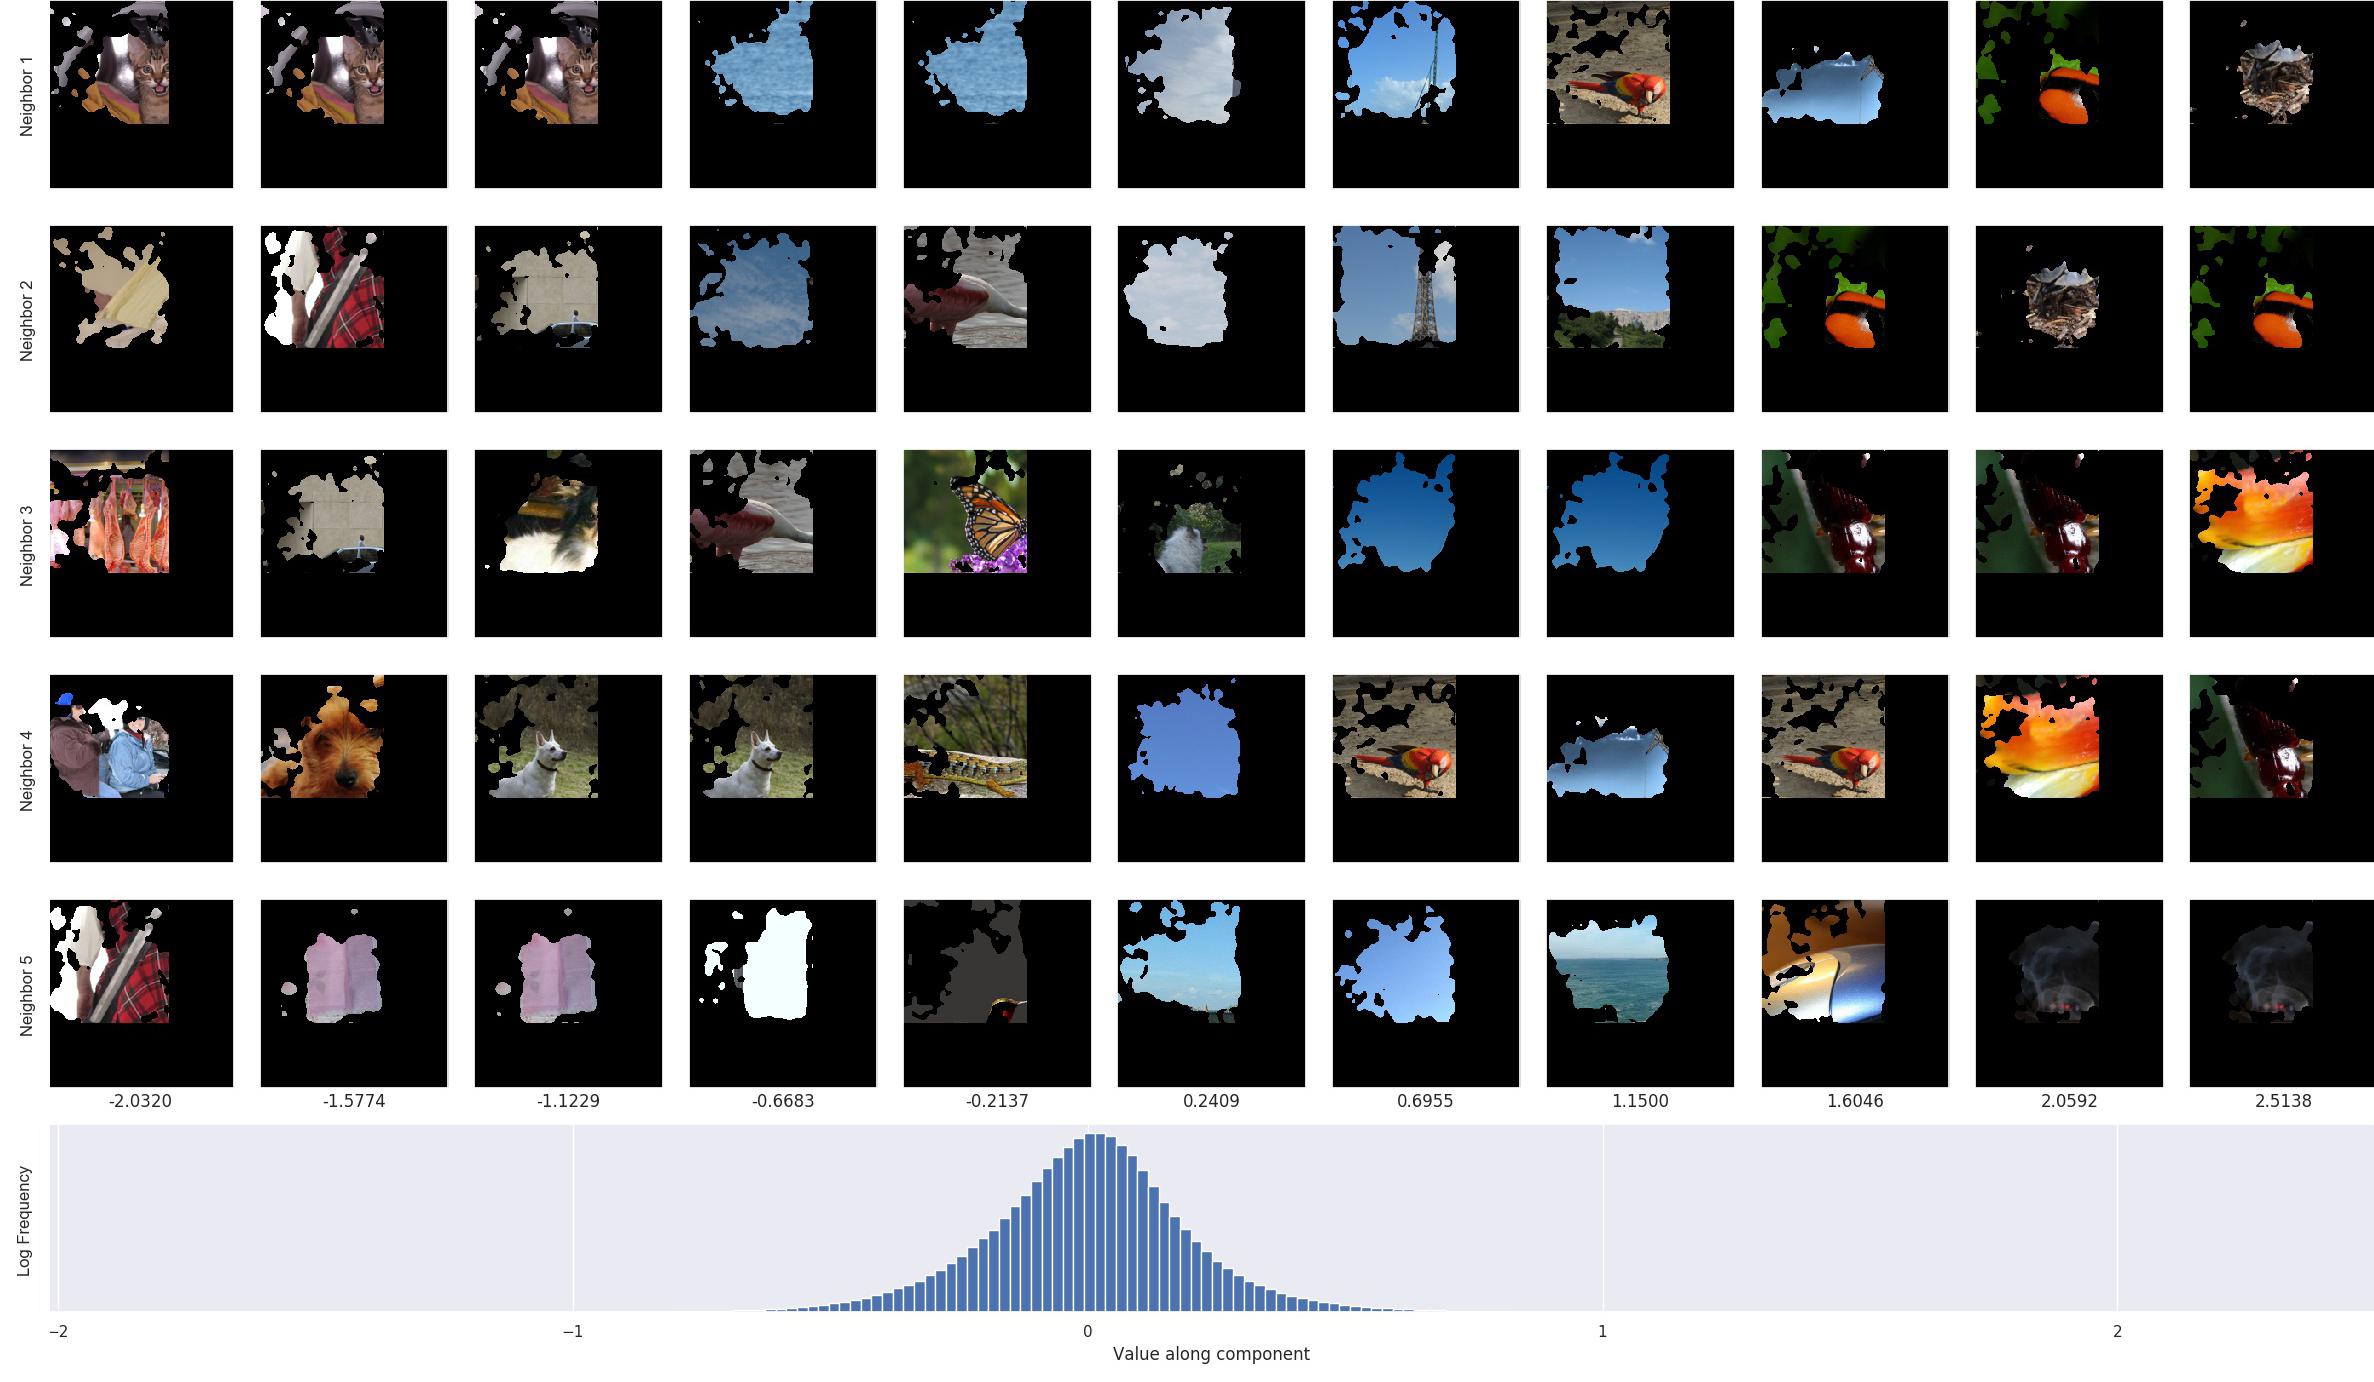 Neighbor 1
Neighbor 2
Neighbor 3
Neighbor 4
Neighbor 5
-2.0320 -1.5774 -1.1229 -0.6683 -0.2137 0.2409 0.6955 1.1500 1.6046 2.0592 2.5138
Log Frequency
−2 −1 0 1 2
Value along component